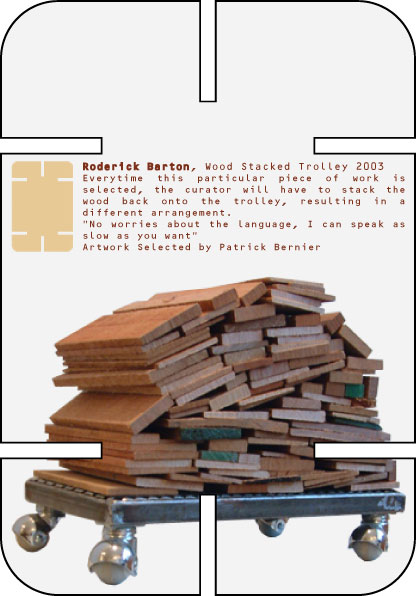 Roderick Barton, Wood Stacked Trolley 2003
Everytime this particular piece of work is
selected, the curator will have to stack the
wood back onto the trolley, resulting in a
different arrangement.
"No worries about the language, I can speak as
slow as you want"
Artwork Selected by Patrick Bernier